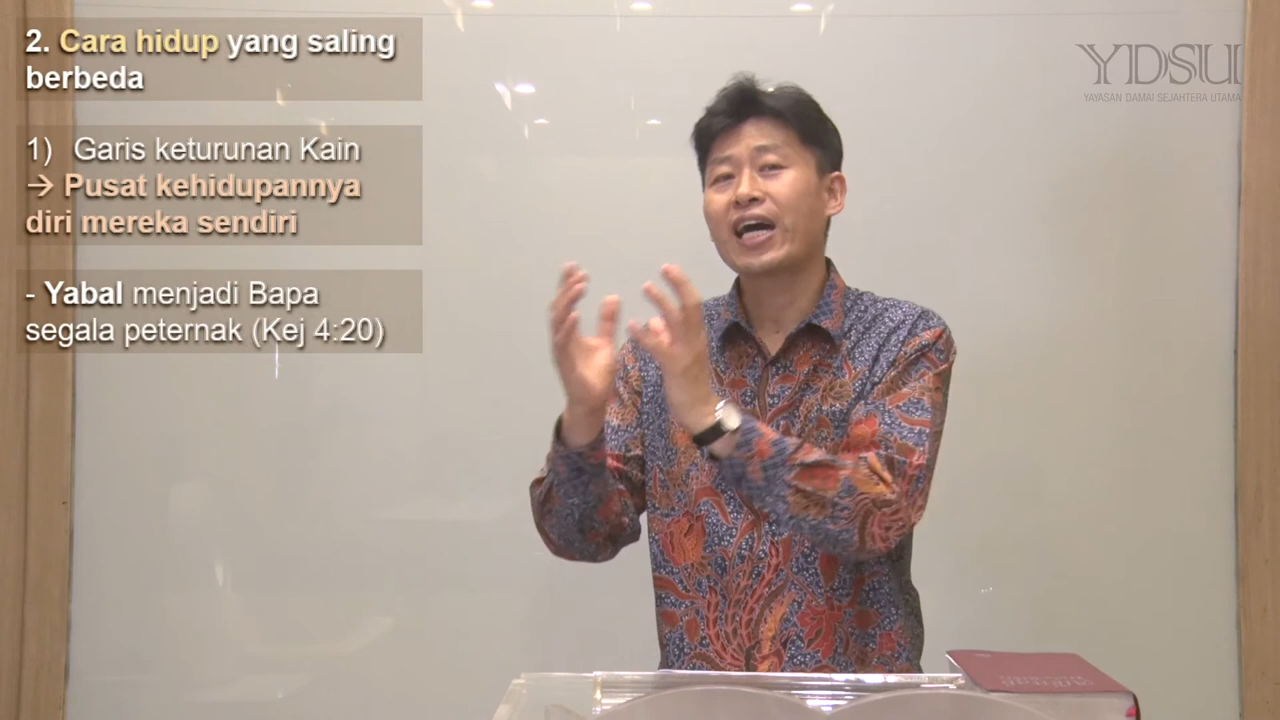 2. Cara hidup yang saling
berbeda
1) Garis keturunan Kain
→ Pusat kehidupannya
diri mereka sendiri
- Yabal menjadi Bapa
segala peternak (Kej 4:20)
YDSU
YAYASAN DAMAI SEJAHTERA UTAMA